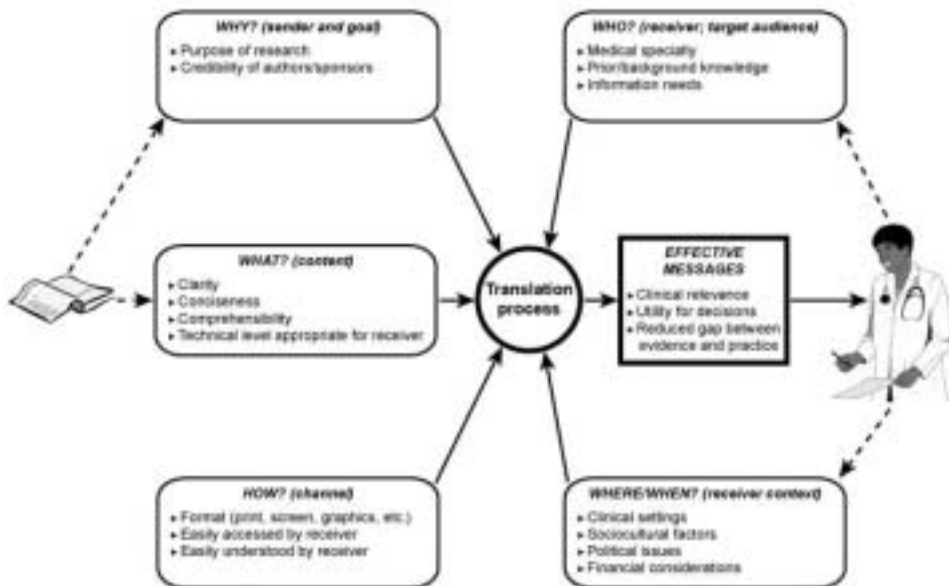 WHY? (sender and goal)
▸ Purpose of research
▸ Credibility of authors/sponsors
WHO? (receiver; target audience)
▸ Medical specialty
▸ Prior/background knowledge
▸ Information needs
WHAT? (content)
▸ Clarity
▸ Conciseness
▸ Comprehensibility
▸ Technical level appropriate for receiver
Translation
process
EFFECTIVE
MESSAGES
▸ Clinical relevance
▸ Utility for decisions
▸ Reduced gap between
evidence and practice
HOW? (channel)
▸ Format (print, screen, graphics, etc.)
▸ Easily accessed by receiver
▸ Easily understood by receiver
WHERE/WHEN? (receiver context)
▸ Clinical settings
▸ Sociocultural factors
▸ Political issues
▸ Financial considerations